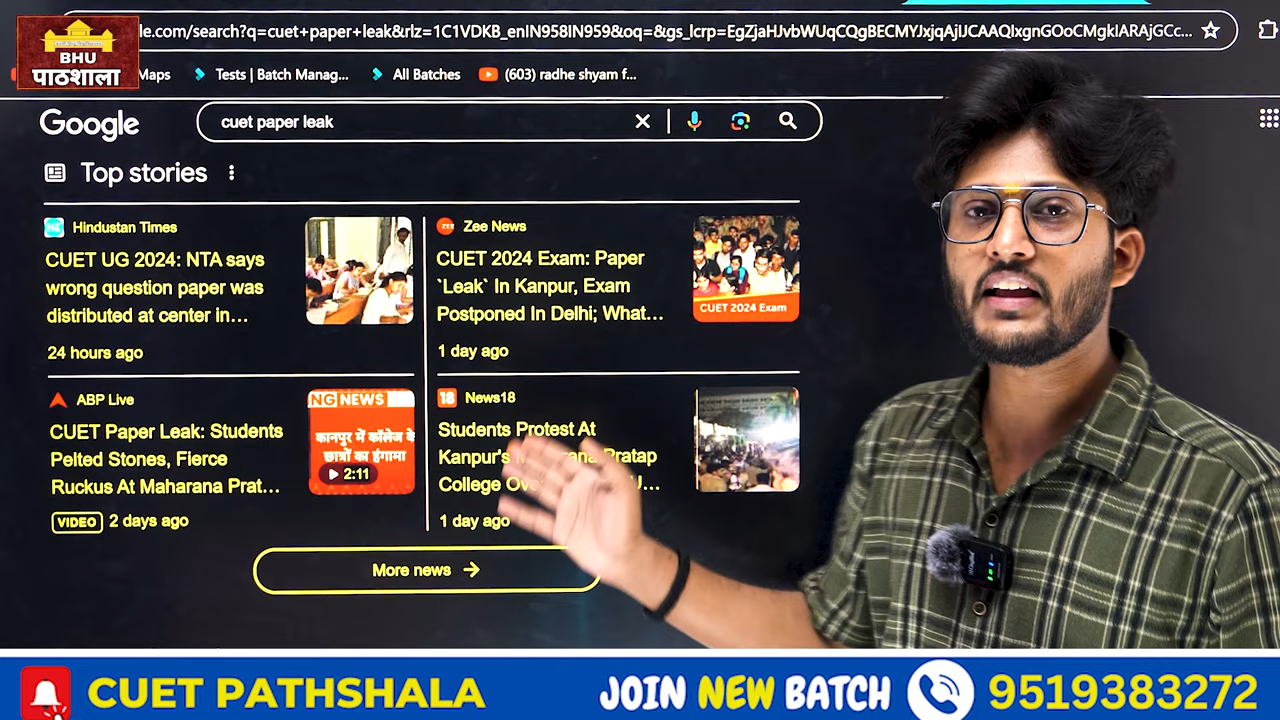 le.com/search?q=cuet+paper+leak&rlz=1C1VDKB_enIN958IN959&oq=&gs_lcrp=EgZjaHJvbWUqCQgBECMYJxjqAjIJCAAQIxgnGOoCMgkIARAjGCc...
BHU
पाठशाला
Maps
Tests | Batch Manag...
All Batches
(603) radhe shyam f...
Google
cuet paper leak
Top stories
Hindustan Times
CUET UG 2024: NTA says
wrong question paper was
distributed at center in...
24 hours ago
ZEE
Zee News
CUET 2024 Exam: Paper
`Leak` In Kanpur, Exam
Postponed In Delhi; What...
CUET 2024 Exam
1 day ago
ABP Live
CUET Paper Leak: Students
Pelted Stones, Fierce
Ruckus At Maharana Prat...
NG NEWS
कानपुर में कॉलेज के
छात्रों का हंगामा
2:11
VIDEO 2 days ago
18 News18
Students Protest At
Kanpur's Pratap
College
1 day ago
More news
CUET PATHSHALA
JOIN NEW BATCH
9519383272